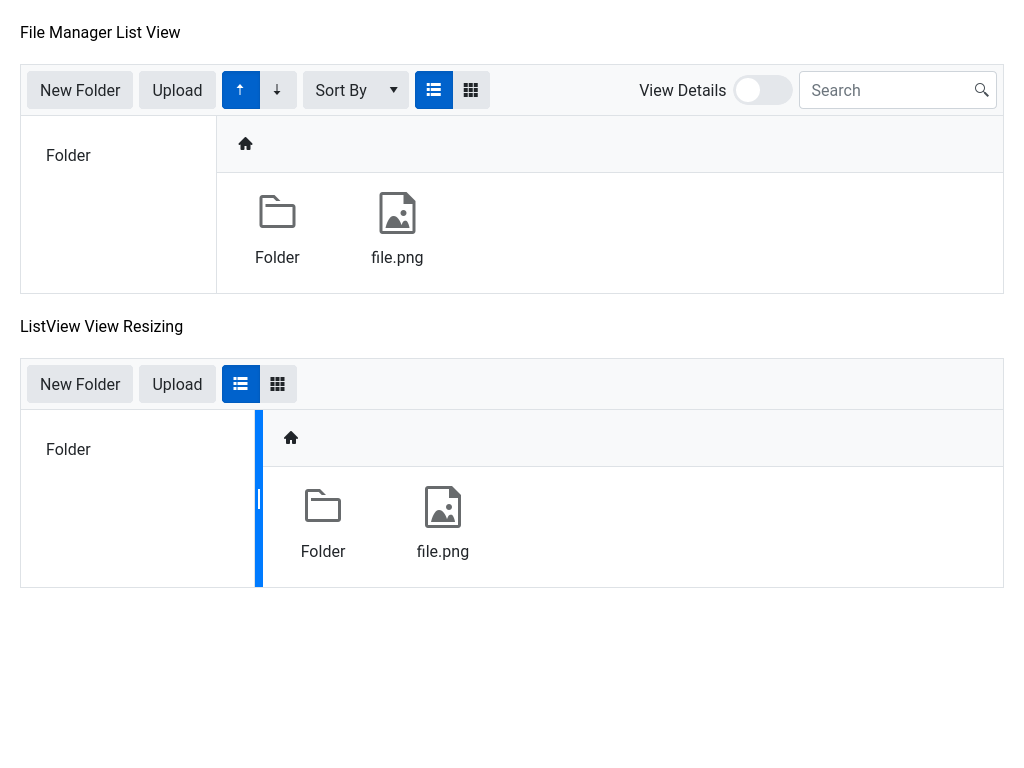 File Manager List View
New Folder Upload Sort By View Details Search
Folder
Folder file.png
ListView View Resizing
New Folder Upload
Folder
Folder file.png